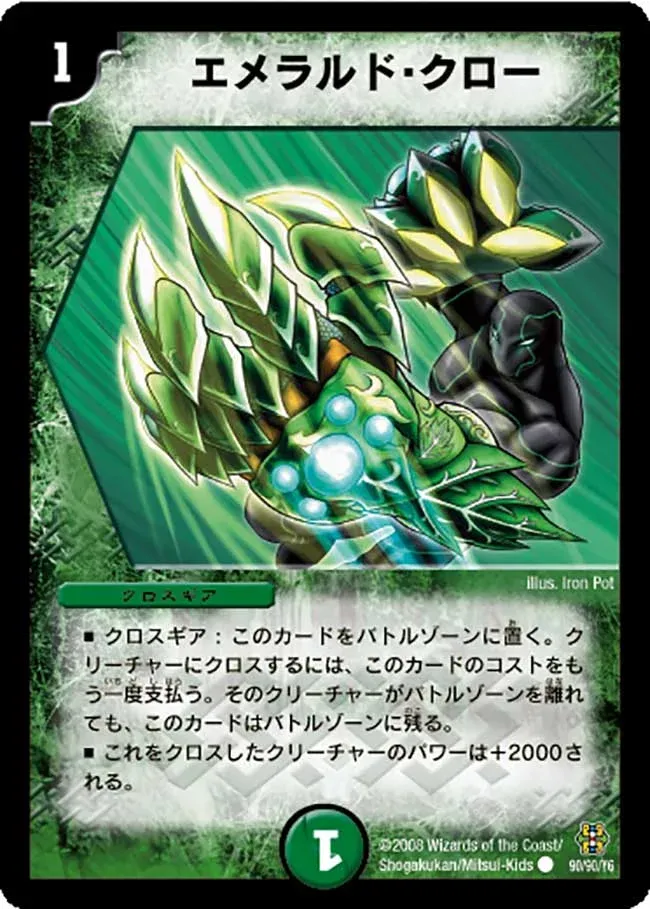 1
エメラルド・クロー
illus. Iron Pot
クロスギア
■ クロスギア：このカードをバトルゾーンに置く。ク
リーチャーにクロスするには、このカードのコストをも
う一度支払う。そのクリーチャーがバトルゾーンを離れ
ても、このカードはバトルゾーンに残る。
■ これをクロスしたクリーチャーのパワーは+2000さ
れる。
1
©2008 Wizards of the Coast/
Shogakukan/Mitsui-Kids
90/90/Y6